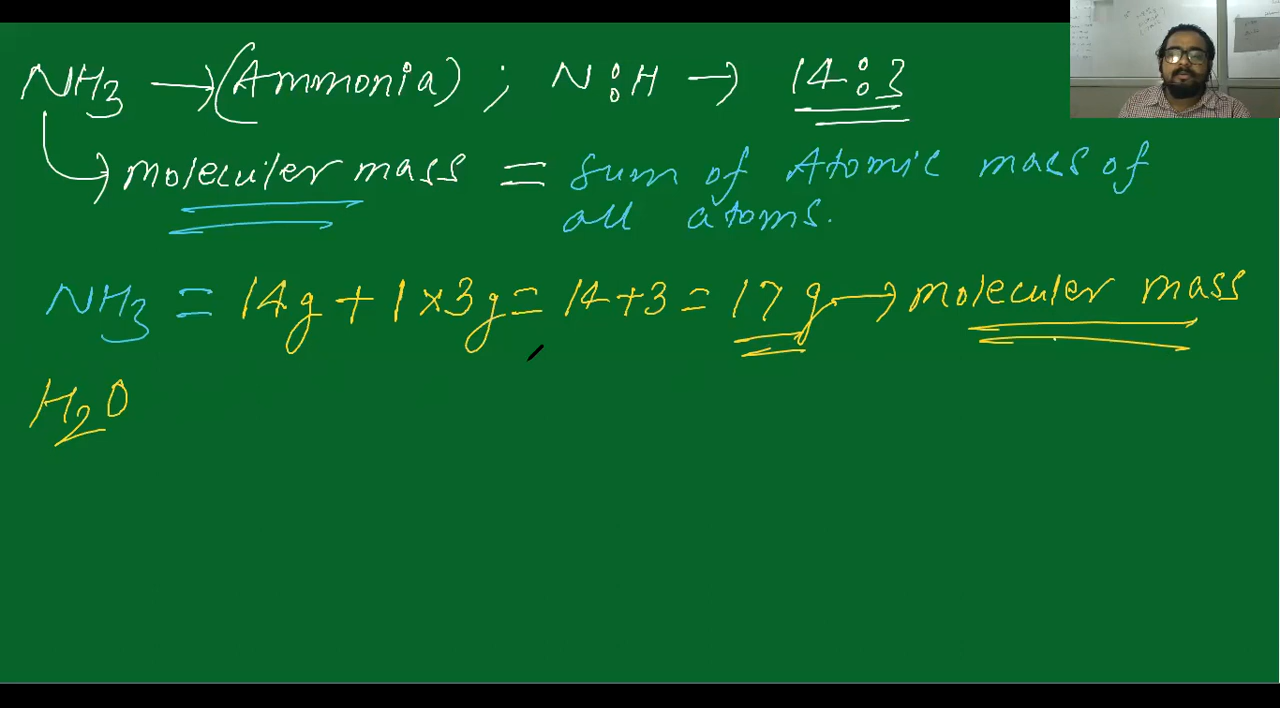 NH3 → (Ammonia) ; N : H → 14 : 3
moleculer mass = Sum of Atomic mass of
all atoms.
NH3 = 14g + 1 × 3g = 14 + 3 = 17 g → moleculer mass
H2O